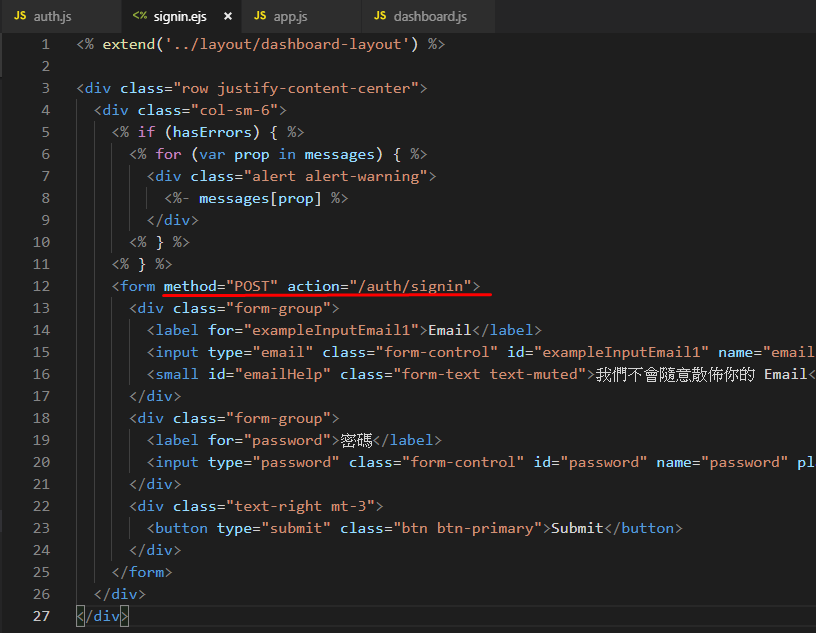 JS auth.js <%> signin.ejs × JS app.js JS dashboard.js
1 <% extend('../layout/dashboard-layout') %>
2
3 <div class="row justify-content-center">
4 <div class="col-sm-6">
5 <% if (hasErrors) { %>
6 <% for (var prop in messages) { %>
7 <div class="alert alert-warning">
8 <%- messages[prop] %>
9 </div>
10 <% } %>
11 <% } %>
12 <form method="POST" action="/auth/signin">
13 <div class="form-group">
14 <label for="exampleInputEmail1">Email</label>
15 <input type="email" class="form-control" id="exampleInputEmail1" name="email
16 <small id="emailHelp" class="form-text text-muted">我們不會隨意散佈你的 Email<
17 </div>
18 <div class="form-group">
19 <label for="password">密碼</label>
20 <input type="password" class="form-control" id="password" name="password" pl
21 </div>
22 <div class="text-right mt-3">
23 <button type="submit" class="btn btn-primary">Submit</button>
24 </div>
25 </form>
26 </div>
27 </div>